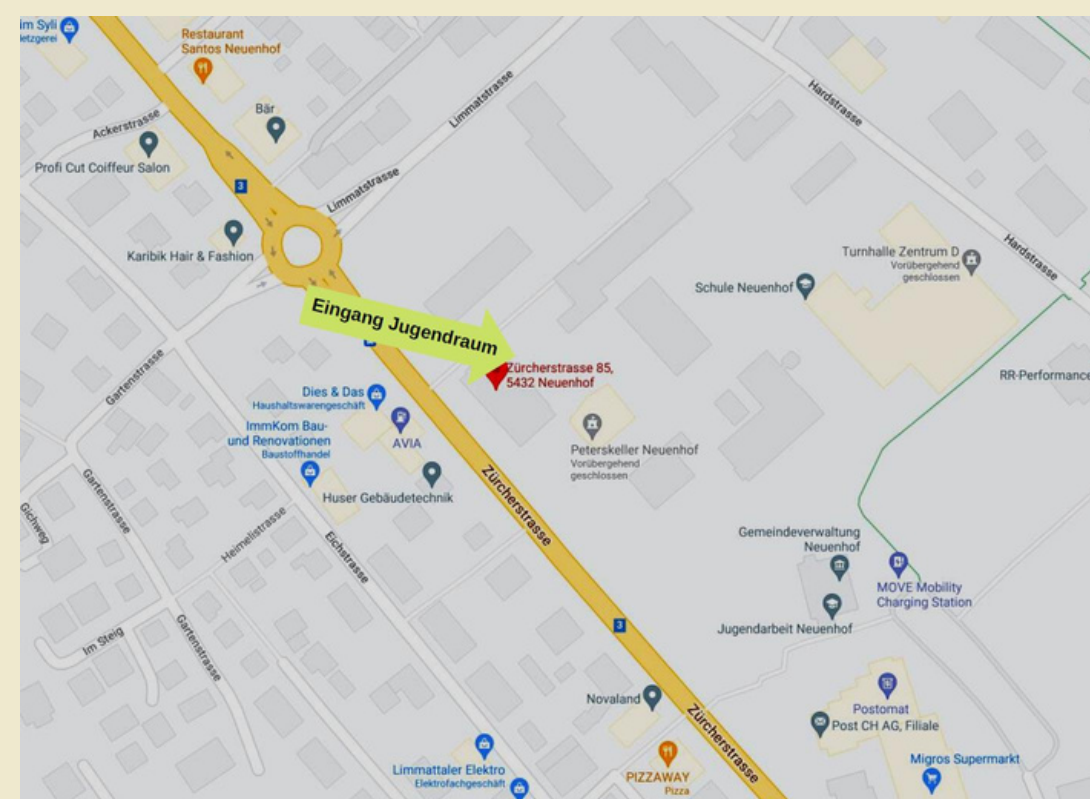 im Syli
etzgerei
Restaurant
Santos Neuenhof
Bär
Ackerstrasse
Profi Cut Coiffeur Salon
3
Limmatstrasse
Limmatstrasse
Hardstrasse
Karibik Hair & Fashion
Turnhalle Zentrum D
Vorübergehend
geschlossen
Hardstrasse
Schule Neuenhof
Eingang Jugendraum
Zürcherstrasse 85,
5432 Neuenhof
RR-Performance
Gartenstrasse
Dies & Das
Haushaltswarengeschäft
AVIA
ImmKom Bau-
und Renovationen
Baustoffhandel
Huser Gebäudetechnik
Peterskeller Neuenhof
Vorübergehend
geschlossen
Zürcherstrasse
Gartenstrasse
Gichweg
Heimelistrasse
Eichstrasse
Gemeindeverwaltung
Neuenhof
MOVE Mobility
Charging Station
Jugendarbeit Neuenhof
Im Steig
Gartenstrasse
3
Novaland
Zürcherstrasse
Postomat
Post CH AG, Filiale
Migros Supermarkt
Limmattaler Elektro
Elektrofachgeschäft
PIZZAWAY
Pizza